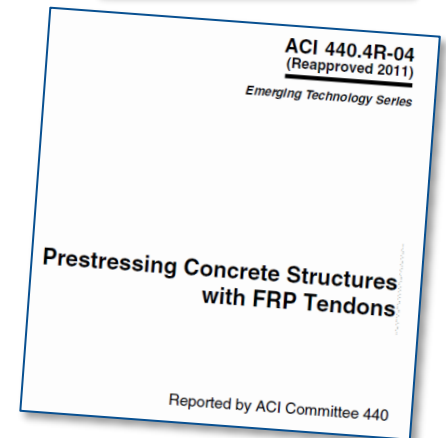 ACI 440.4R-04
(Reapproved 2011)
Emerging Technology Series
Prestressing Concrete Structures
with FRP Tendons
Reported by ACI Committee 440